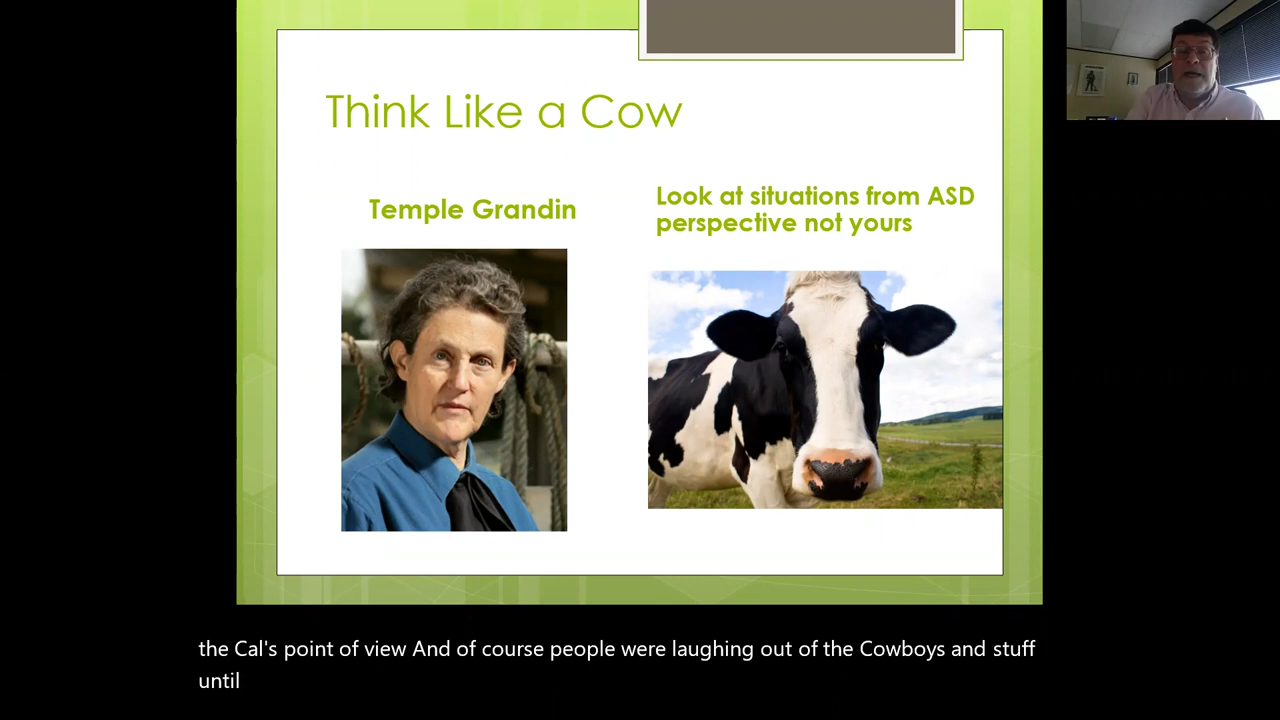 Think Like a Cow
Temple Grandin
Look at situations from ASD
perspective not yours
the Cal's point of view And of course people were laughing out of the Cowboys and stuff
until